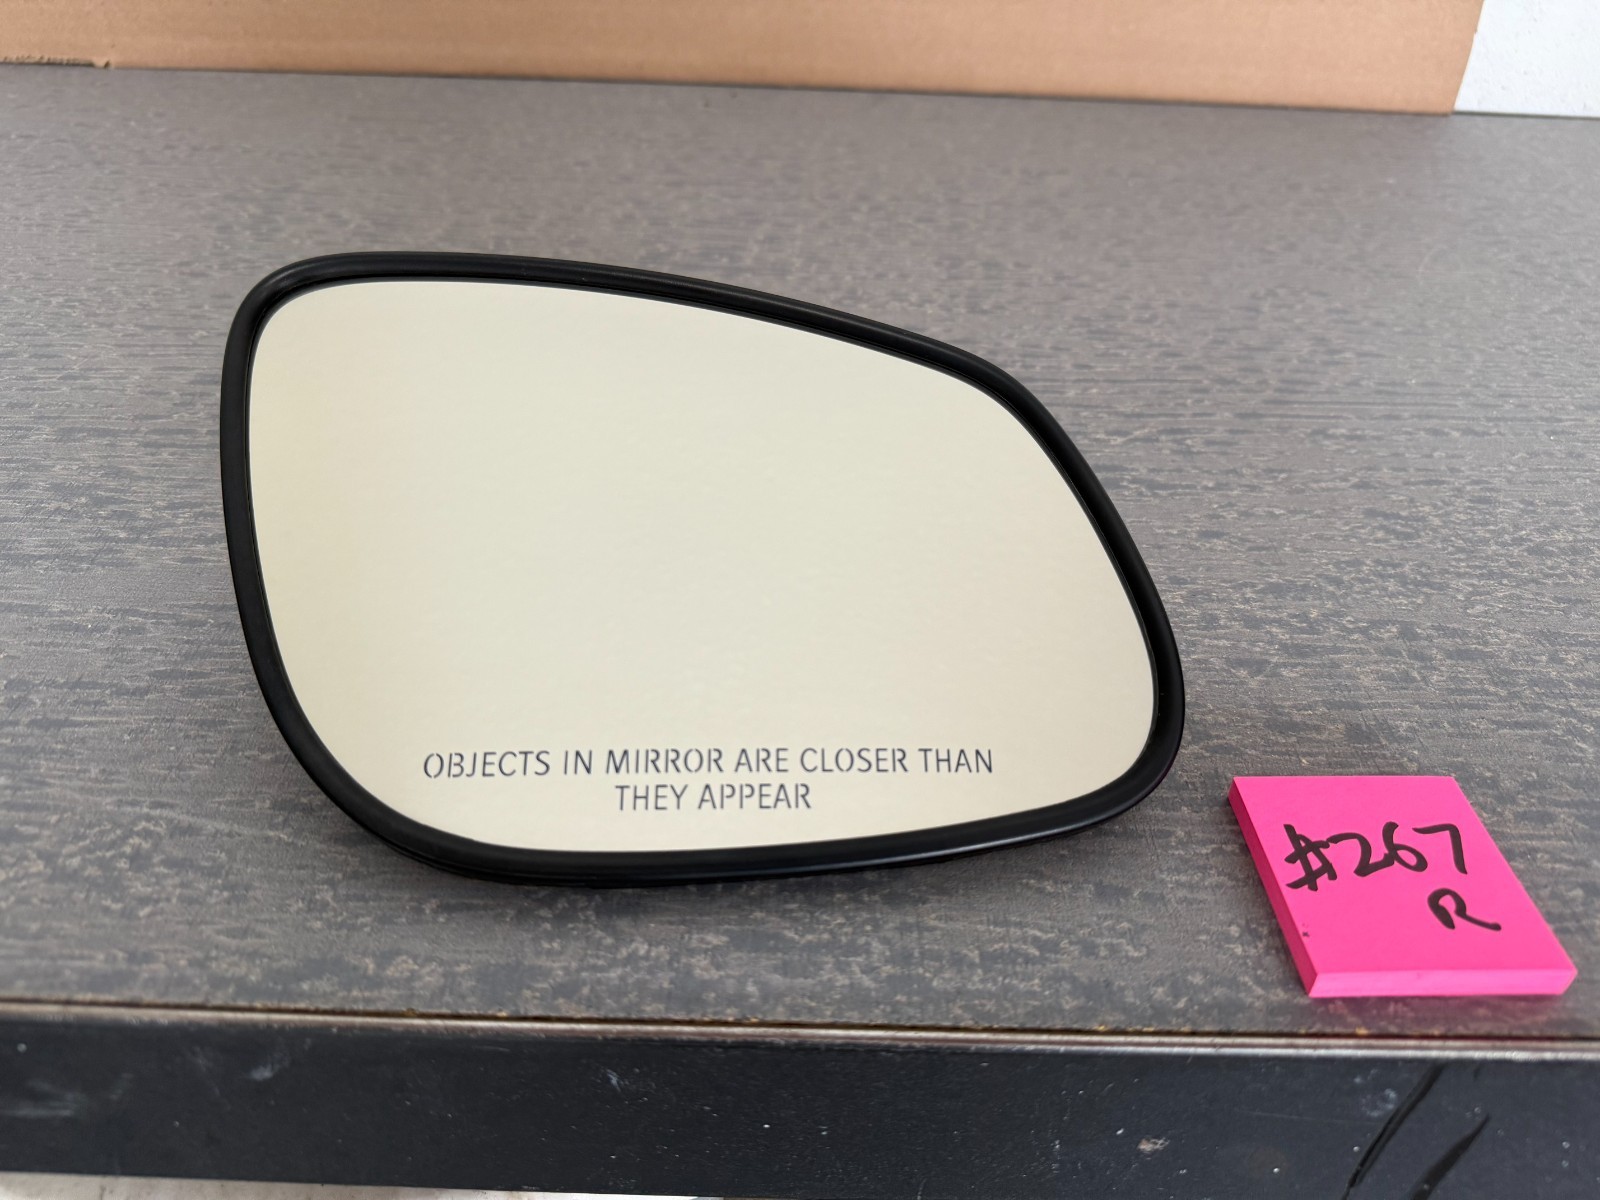 OBJECTS IN MIRROR ARE CLOSER THAN
THEY APPEAR
#267
R